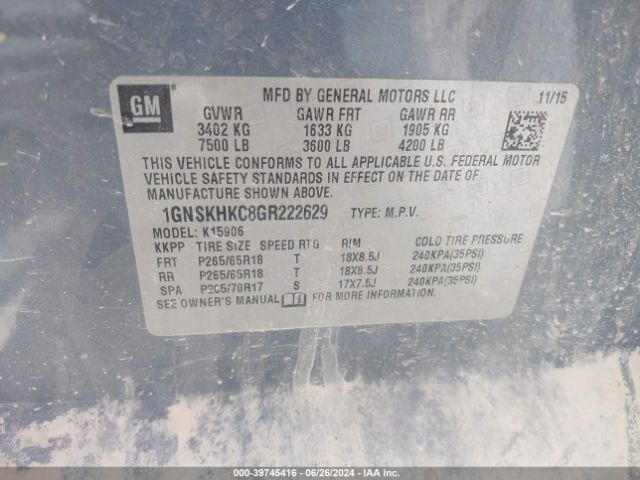 GM
MFD BY GENERAL MOTORS LLC 11/15
GVWR GAWR FRT GAWR RR
3402 KG 1633 KG 1905 KG
7500 LB 3600 LB 4200 LB
THIS VEHICLE CONFORMS TO ALL APPLICABLE U.S. FEDERAL MOTOR
VEHICLE SAFETY STANDARDS IN EFFECT ON THE DATE OF
MANUFACTURE SHOWN ABOVE.
1GNSKHKC8GR222629 TYPE: M.P.V.
MODEL: K15906
KKPP TIRE SIZE SPEED RTG RIM COLD TIRE PRESSURE
FRT P265/65R18 T 18X8.5J 240KPA(35PSI)
RR P265/65R18 T 18X8.5J 240KPA(35PSI)
SPA P265/70R17 S 17X7.5J 240KPA(35PSI)
SEE OWNER'S MANUAL FOR MORE INFORMATION.
000-39745416 - 06/26/2024 - IAA Inc.